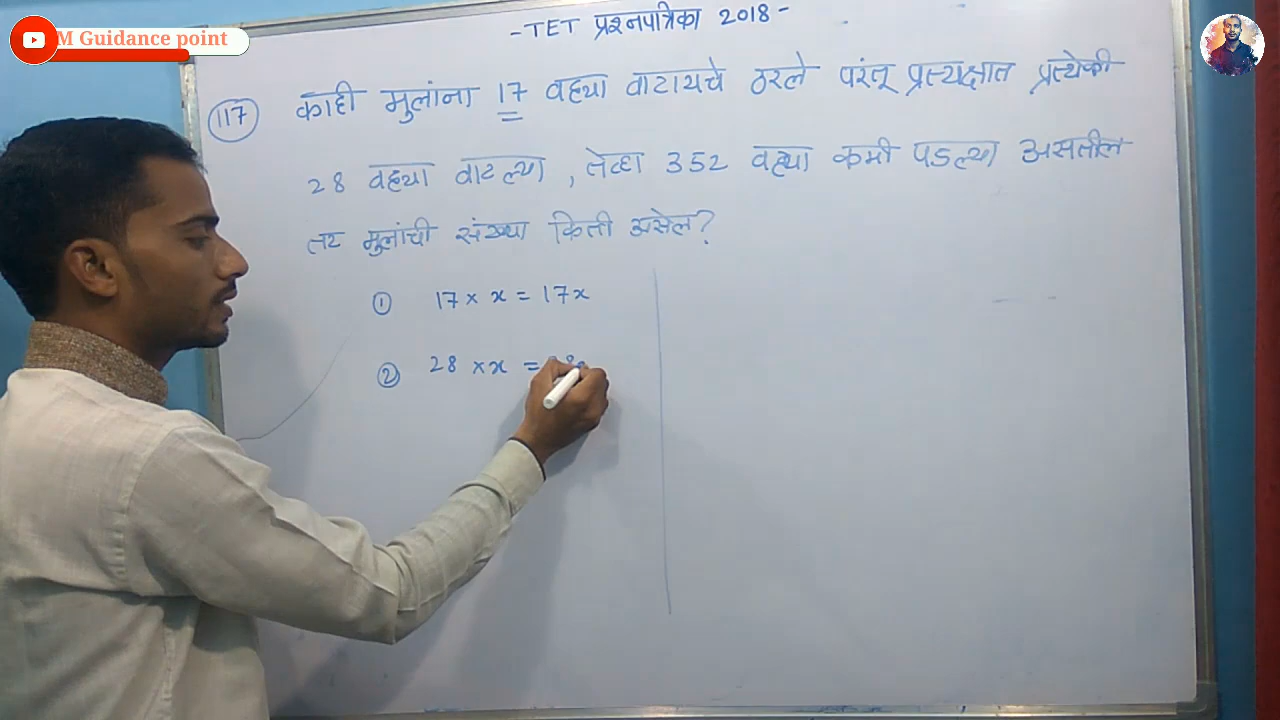 M Guidance point
-TET प्रश्नपत्रिका 2018-
117 काही मुलांना 17 वह्या वाटायचे ठरले परंतू प्रत्यक्षात प्रत्येकी
28 वह्या वाटल्या , तेव्हा 352 वह्या कमी पडल्या असतील
तर मुलांची संख्या किती असेल?
① 17 × x = 17x
② 28 × x =